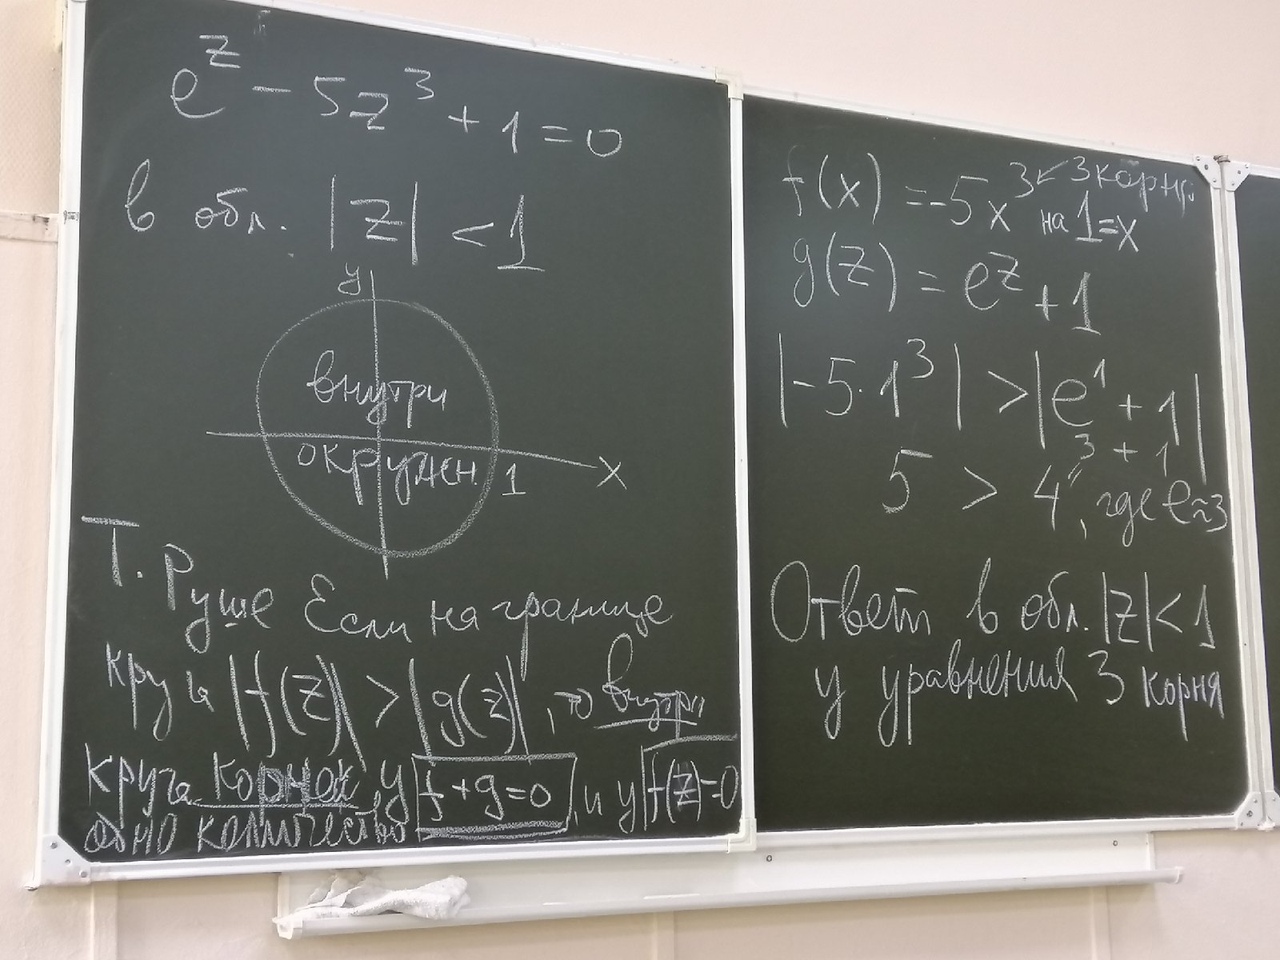 e^z - 5z^3 + 1 = 0
в обл. |z| < 1
y
внутри
окружн. 1 x
Т. Руше Если на границе
круга |f(z)| > |g(z)|, то внутри
круга корней у f+g=0, и у f(z)=0
одно количество
f(x) = -5x^3 ↙ 3 корня
на 1=x
g(z) = e^z + 1
|-5·1^3| > |e^1 + 1|
3 + 1
5 > 4, где e≈3
Ответ в обл. |z| < 1
у уравнения 3 корня